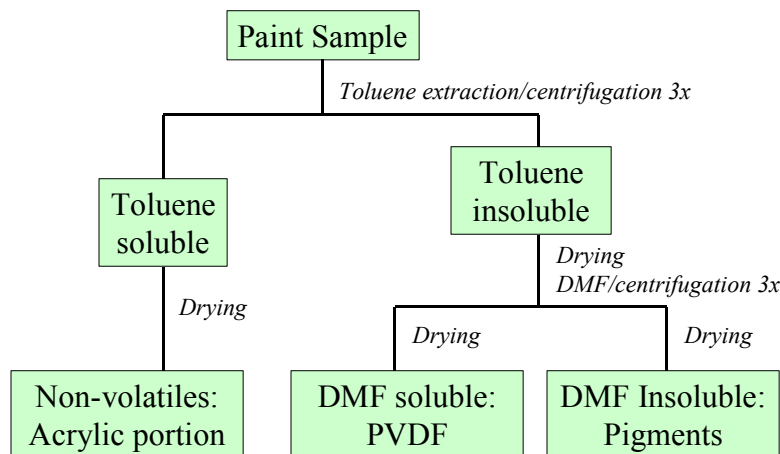 Paint Sample
Toluene extraction/centrifugation 3x
Toluene
soluble
Toluene
insoluble
Drying
Drying
DMF/centrifugation 3x
Drying
Drying
Non-volatiles:
Acrylic portion
DMF soluble:
PVDF
DMF Insoluble:
Pigments